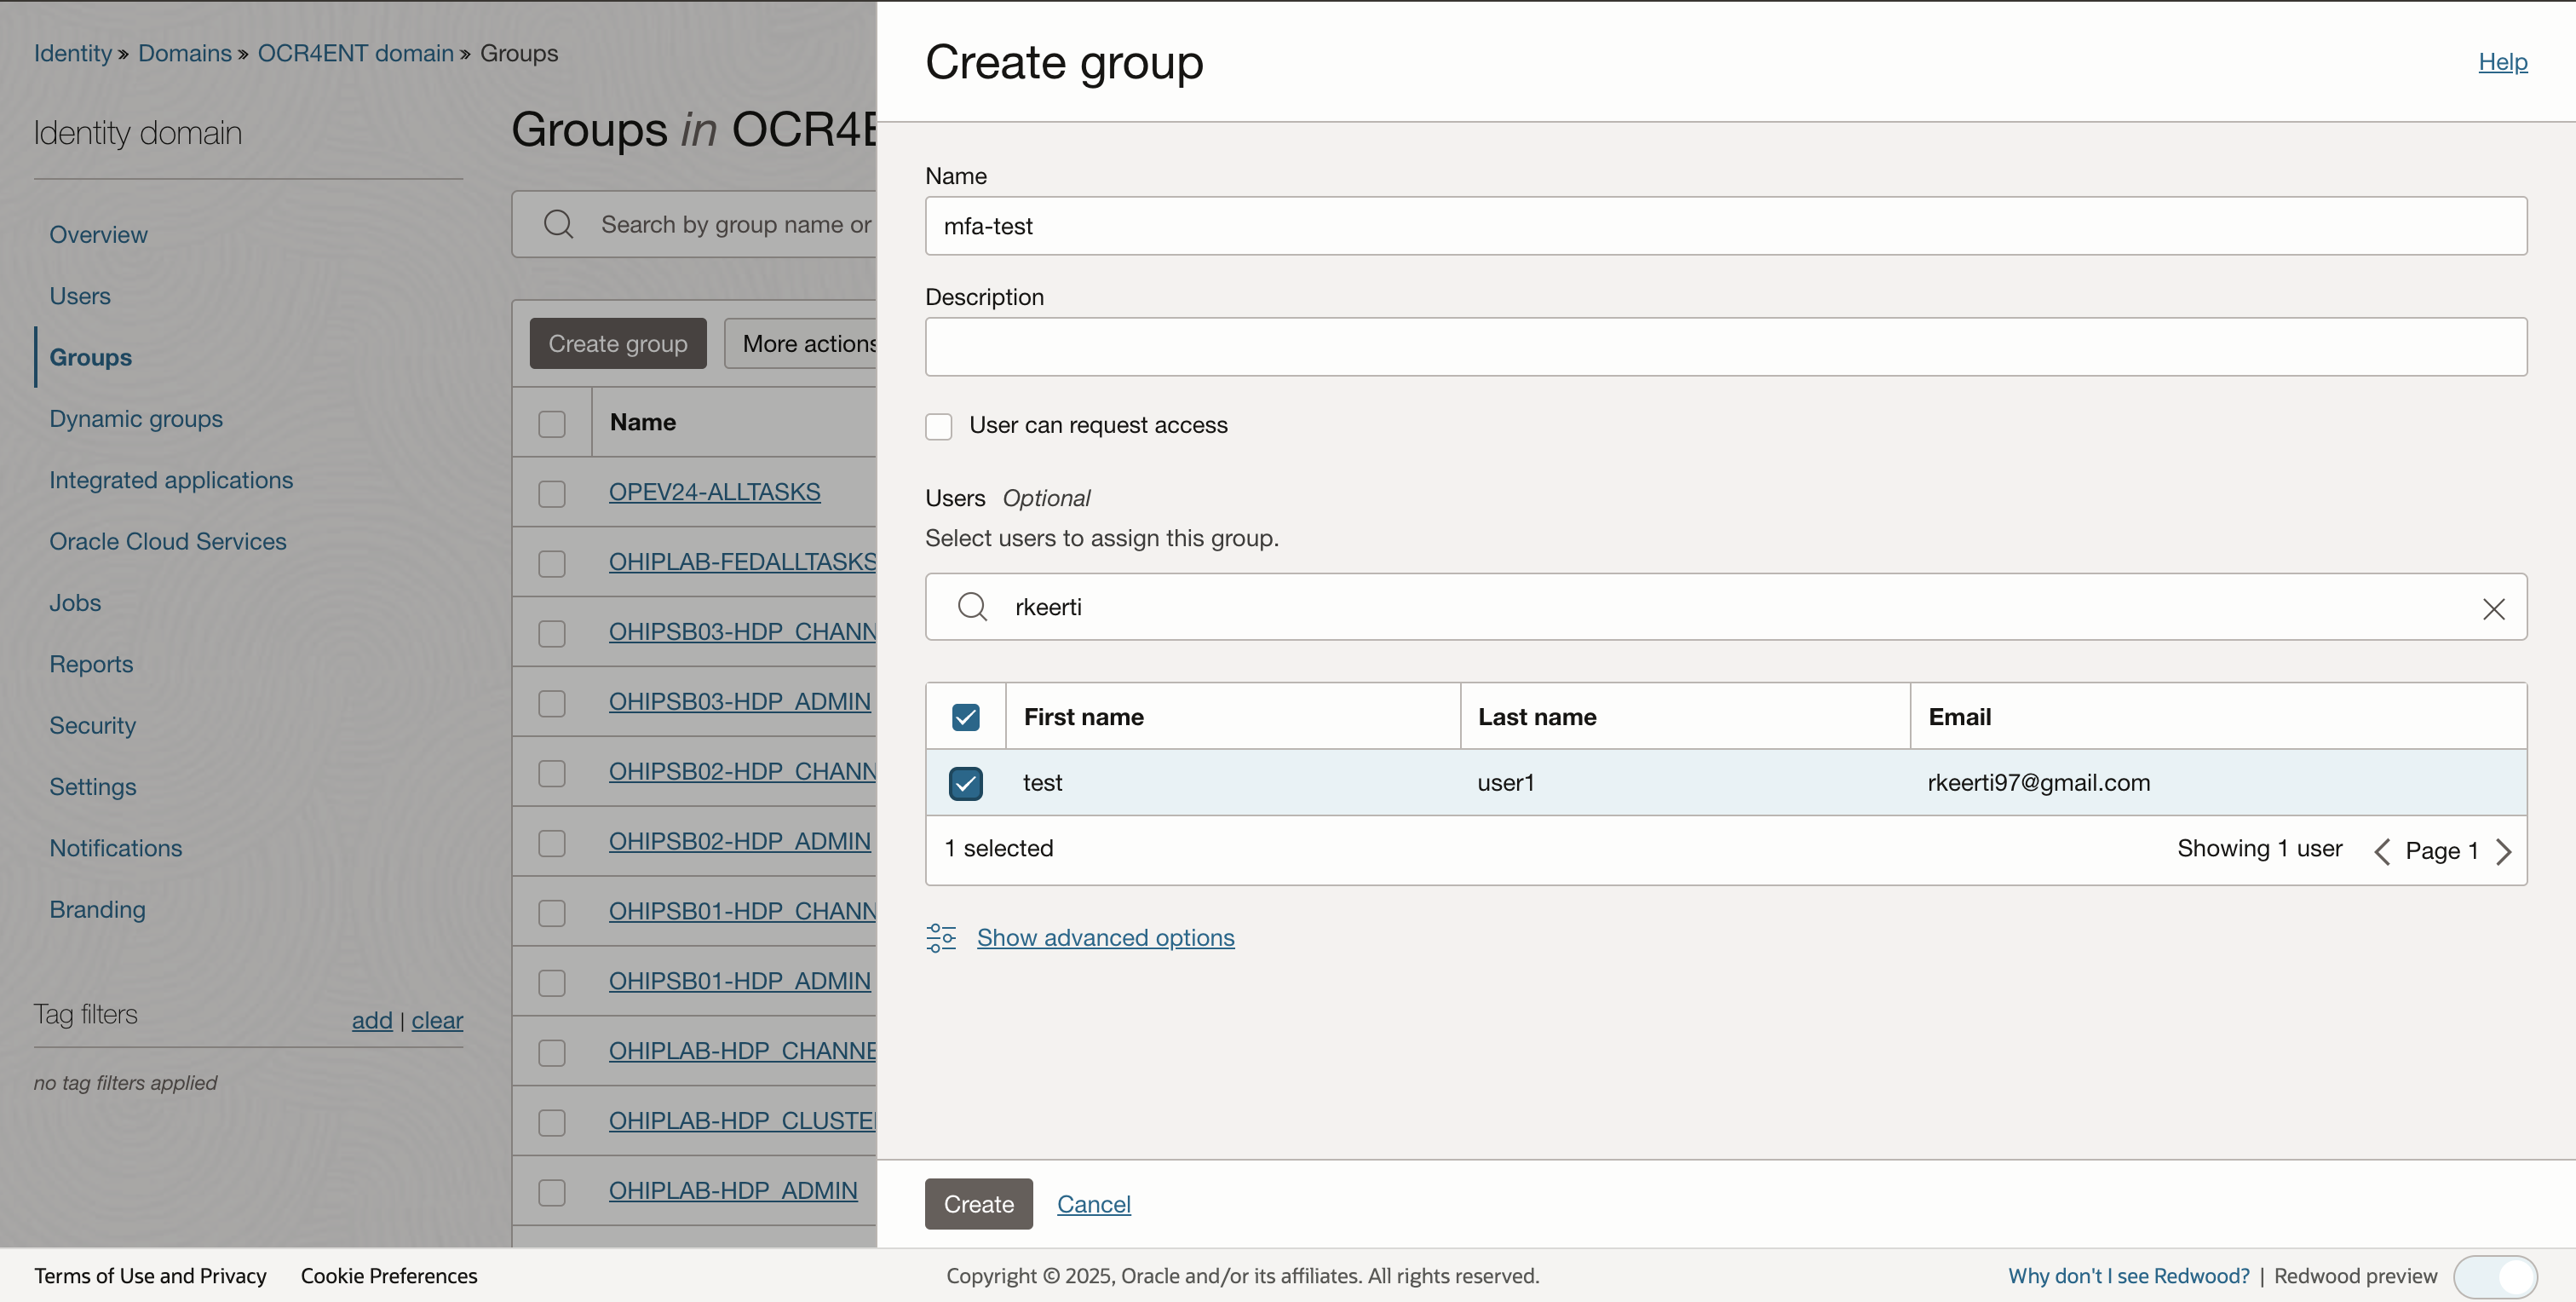 Identity » Domains » OCR4ENT domain » Groups
Identity domain
Overview
Users
Groups
Dynamic groups
Integrated applications
Oracle Cloud Services
Jobs
Reports
Security
Settings
Notifications
Branding
Tag filters
add | clear
no tag filters applied
Groups in OCR4E
Search by group name or
Create group
More actions
Name
OPEV24-ALLTASKS
OHIPLAB-FEDALLTASKS
OHIPSB03-HDP_CHANN
OHIPSB03-HDP_ADMIN
OHIPSB02-HDP_CHANN
OHIPSB02-HDP_ADMIN
OHIPSB01-HDP_CHANN
OHIPSB01-HDP_ADMIN
OHIPLAB-HDP_CHANNE
OHIPLAB-HDP_CLUSTE
OHIPLAB-HDP_ADMIN
Create group
Help
Name
mfa-test
Description
User can request access
Users Optional
Select users to assign this group.
rkeerti
First name Last name Email
test user1 rkeerti97@gmail.com
1 selected Showing 1 user Page 1
Show advanced options
Create Cancel
Terms of Use and Privacy Cookie Preferences Copyright © 2025, Oracle and/or its affiliates. All rights reserved. Why don't I see Redwood? | Redwood preview